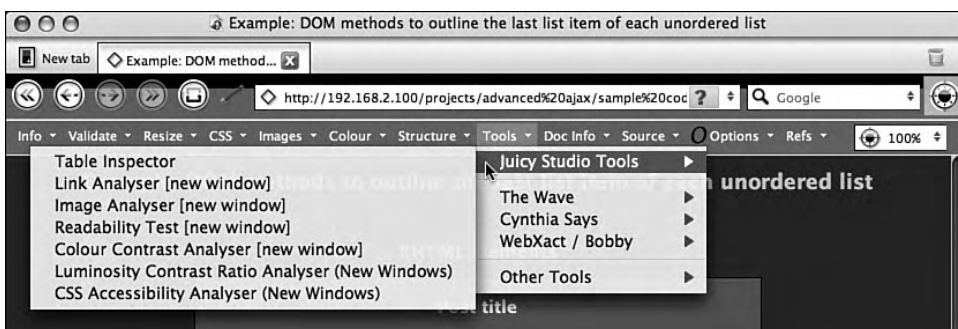 Example: DOM methods to outline the last list item of each unordered list
New tab Example: DOM method...
http://192.168.2.100/projects/advanced%20ajax/sample%20cod ? Google
Info Validate Resize CSS Images Colour Structure Tools Doc Info Source Options Refs 100%
Table Inspector
Link Analyser [new window]
Image Analyser [new window]
Readability Test [new window]
Colour Contrast Analyser [new window]
Luminosity Contrast Ratio Analyser (New Windows)
CSS Accessibility Analyser (New Windows)
Juicy Studio Tools
The Wave
Cynthia Says
WebXact / Bobby
Other Tools
unordered list
title